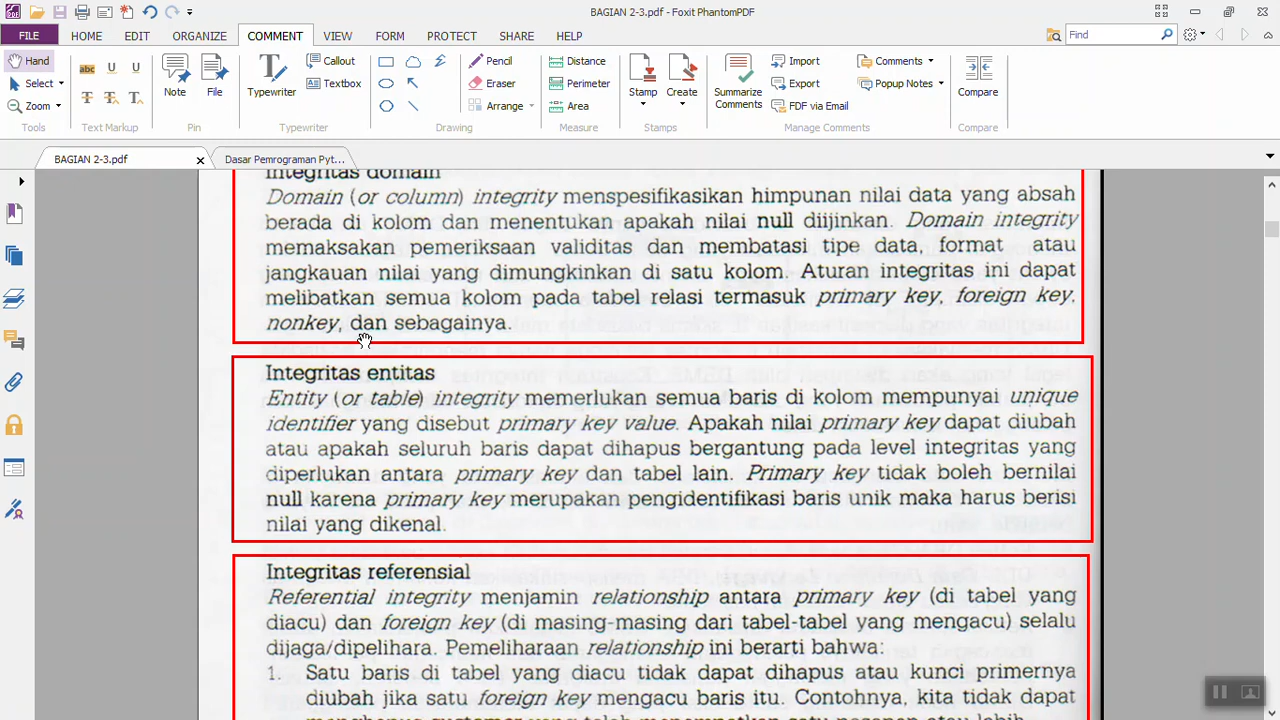 BAGIAN 2-3.pdf - Foxit PhantomPDF
FILE HOME EDIT ORGANIZE COMMENT VIEW FORM PROTECT SHARE HELP Find
Hand Select Zoom Tools
abc U U T T T Text Markup
Note File Pin
Typewriter Callout Textbox Typewriter
Drawing Pencil Eraser Arrange
Distance Perimeter Area Measure
Stamp Create Stamps
Summarize Comments Import Export PDF via Email Comments Popup Notes Manage Comments
Compare Compare
BAGIAN 2-3.pdf Dasar Pemrograman Pyt...
Integritas domain
Domain (or column) integrity menspesifikasikan himpunan nilai data yang absah
berada di kolom dan menentukan apakah nilai null diijinkan. Domain integrity
memaksakan pemeriksaan validitas dan membatasi tipe data, format atau
jangkauan nilai yang dimungkinkan di satu kolom. Aturan integritas ini dapat
melibatkan semua kolom pada tabel relasi termasuk primary key, foreign key,
nonkey, dan sebagainya.
Integritas entitas
Entity (or table) integrity memerlukan semua baris di kolom mempunyai unique
identifier yang disebut primary key value. Apakah nilai primary key dapat diubah
atau apakah seluruh baris dapat dihapus bergantung pada level integritas yang
diperlukan antara primary key dan tabel lain. Primary key tidak boleh bernilai
null karena primary key merupakan pengidentifikasi baris unik maka harus berisi
nilai yang dikenal.
Integritas referensial
Referential integrity menjamin relationship antara primary key (di tabel yang
diacu) dan foreign key (di masing-masing dari tabel-tabel yang mengacu) selalu
dijaga/dipelihara. Pemeliharaan relationship ini berarti bahwa:
1. Satu baris di tabel yang diacu tidak dapat dihapus atau kunci primernya
diubah jika satu foreign key mengacu baris itu. Contohnya, kita tidak dapat
menghapus customer yang telah menempatkan satu pesanan atau lebih